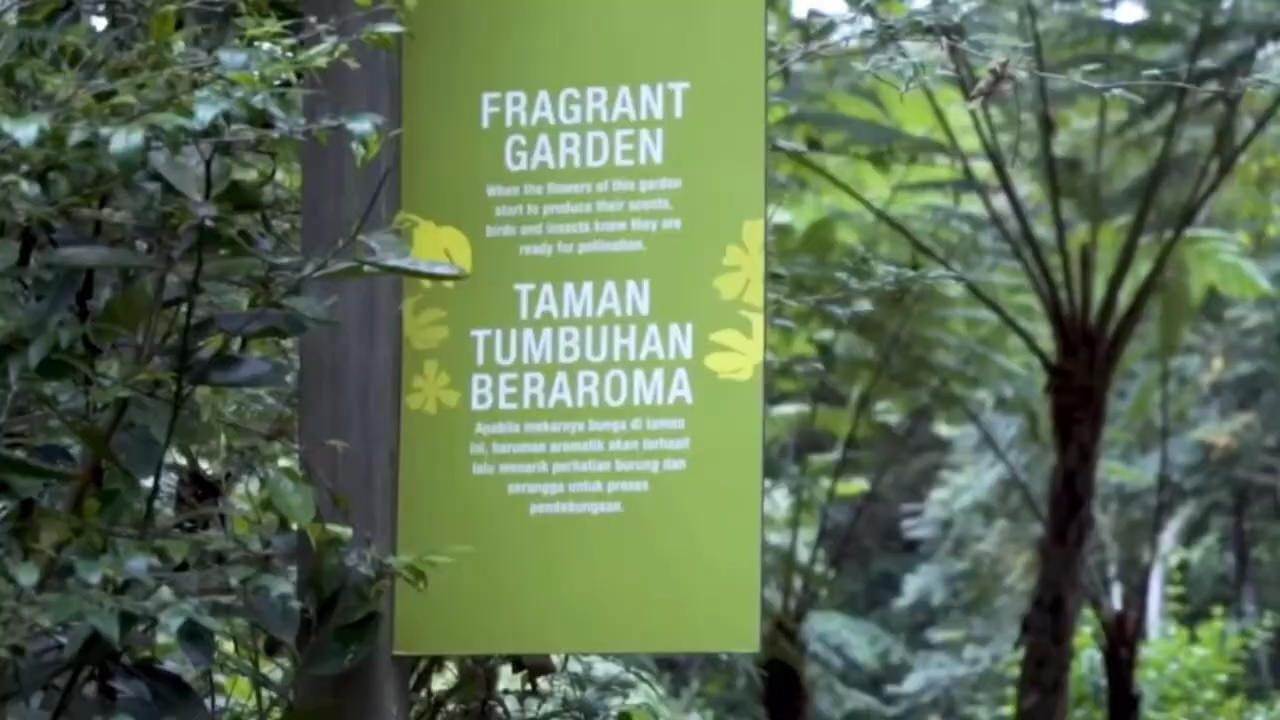 FRAGRANT
GARDEN
When the flowers of this garden
start to produce their scents,
birds and insects know they are
ready for pollination.
TAMAN
TUMBUHAN
BERAROMA
Apabila mekarnya bunga di taman
ini, haruman aromatik akan terhasil
lalu menarik perhatian burung dan
serangga untuk proses
pendebungaan.